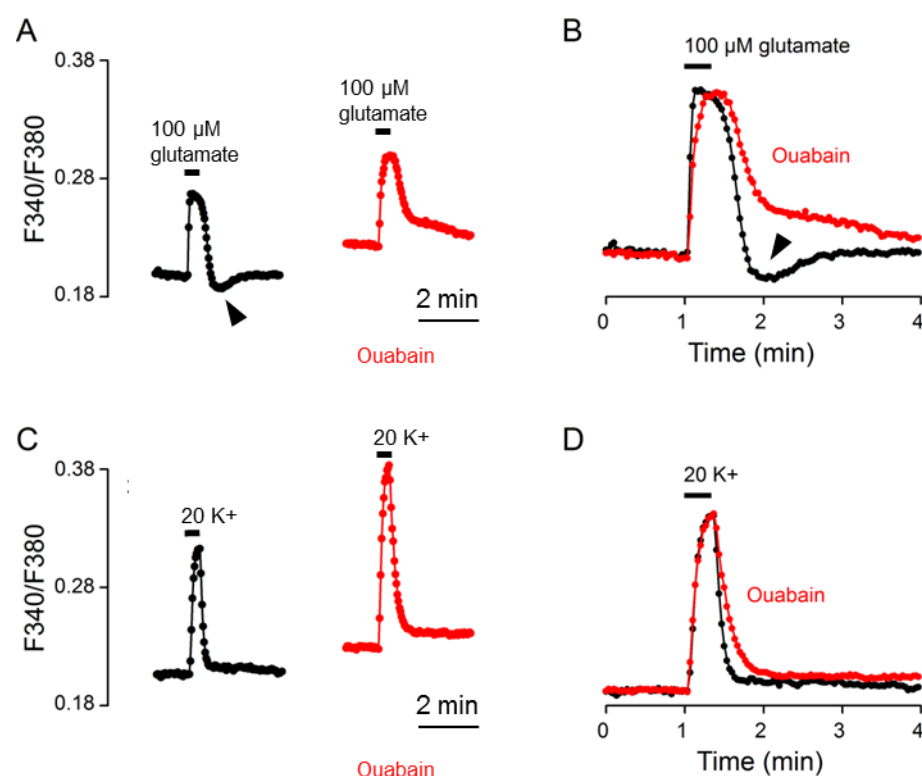 A
0.38
0.28
0.18
F340/F380
100 µM
glutamate
100 µM
glutamate
2 min
Ouabain
B
100 µM glutamate
Ouabain
0
1
2
3
4
Time (min)
C
0.38
0.28
0.18
F340/F380
20 K+
20 K+
2 min
Ouabain
D
20 K+
Ouabain
0
1
2
3
4
Time (min)